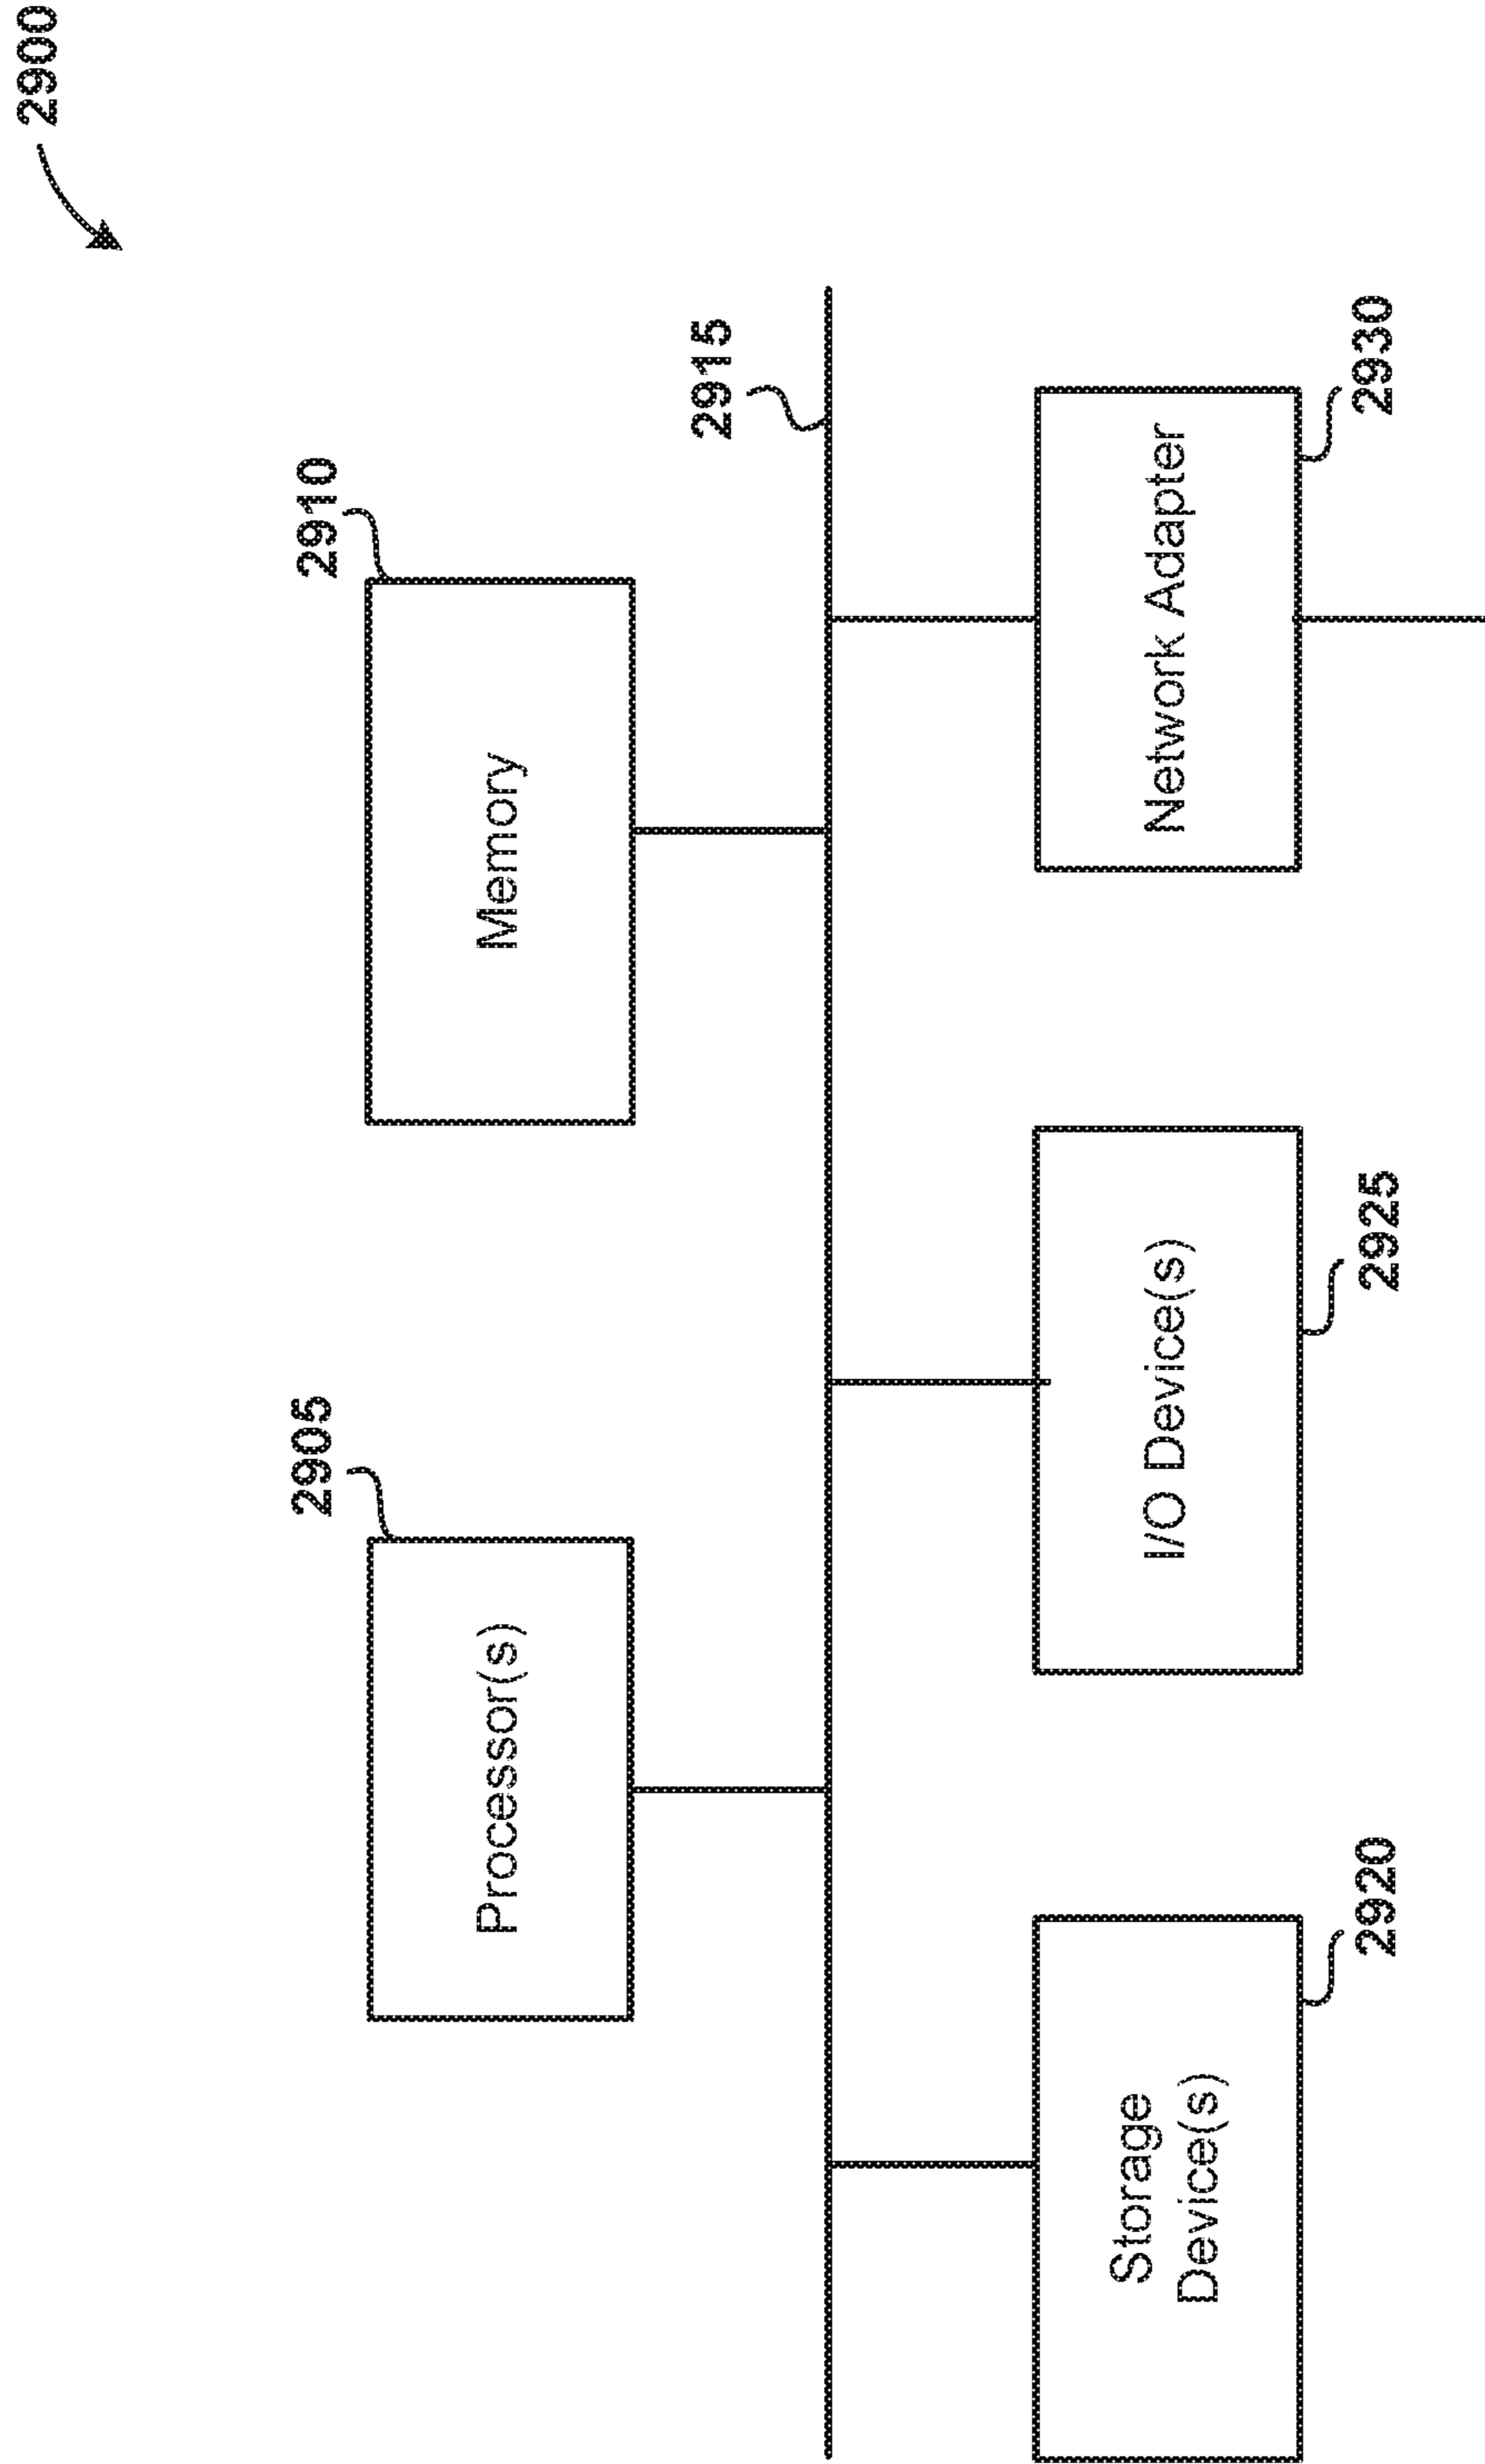 2900
2905
2910
Processor(s)
Memory
2915
Storage
Device(s)
I/O Device(s)
Network Adapter
2920
2925
2930